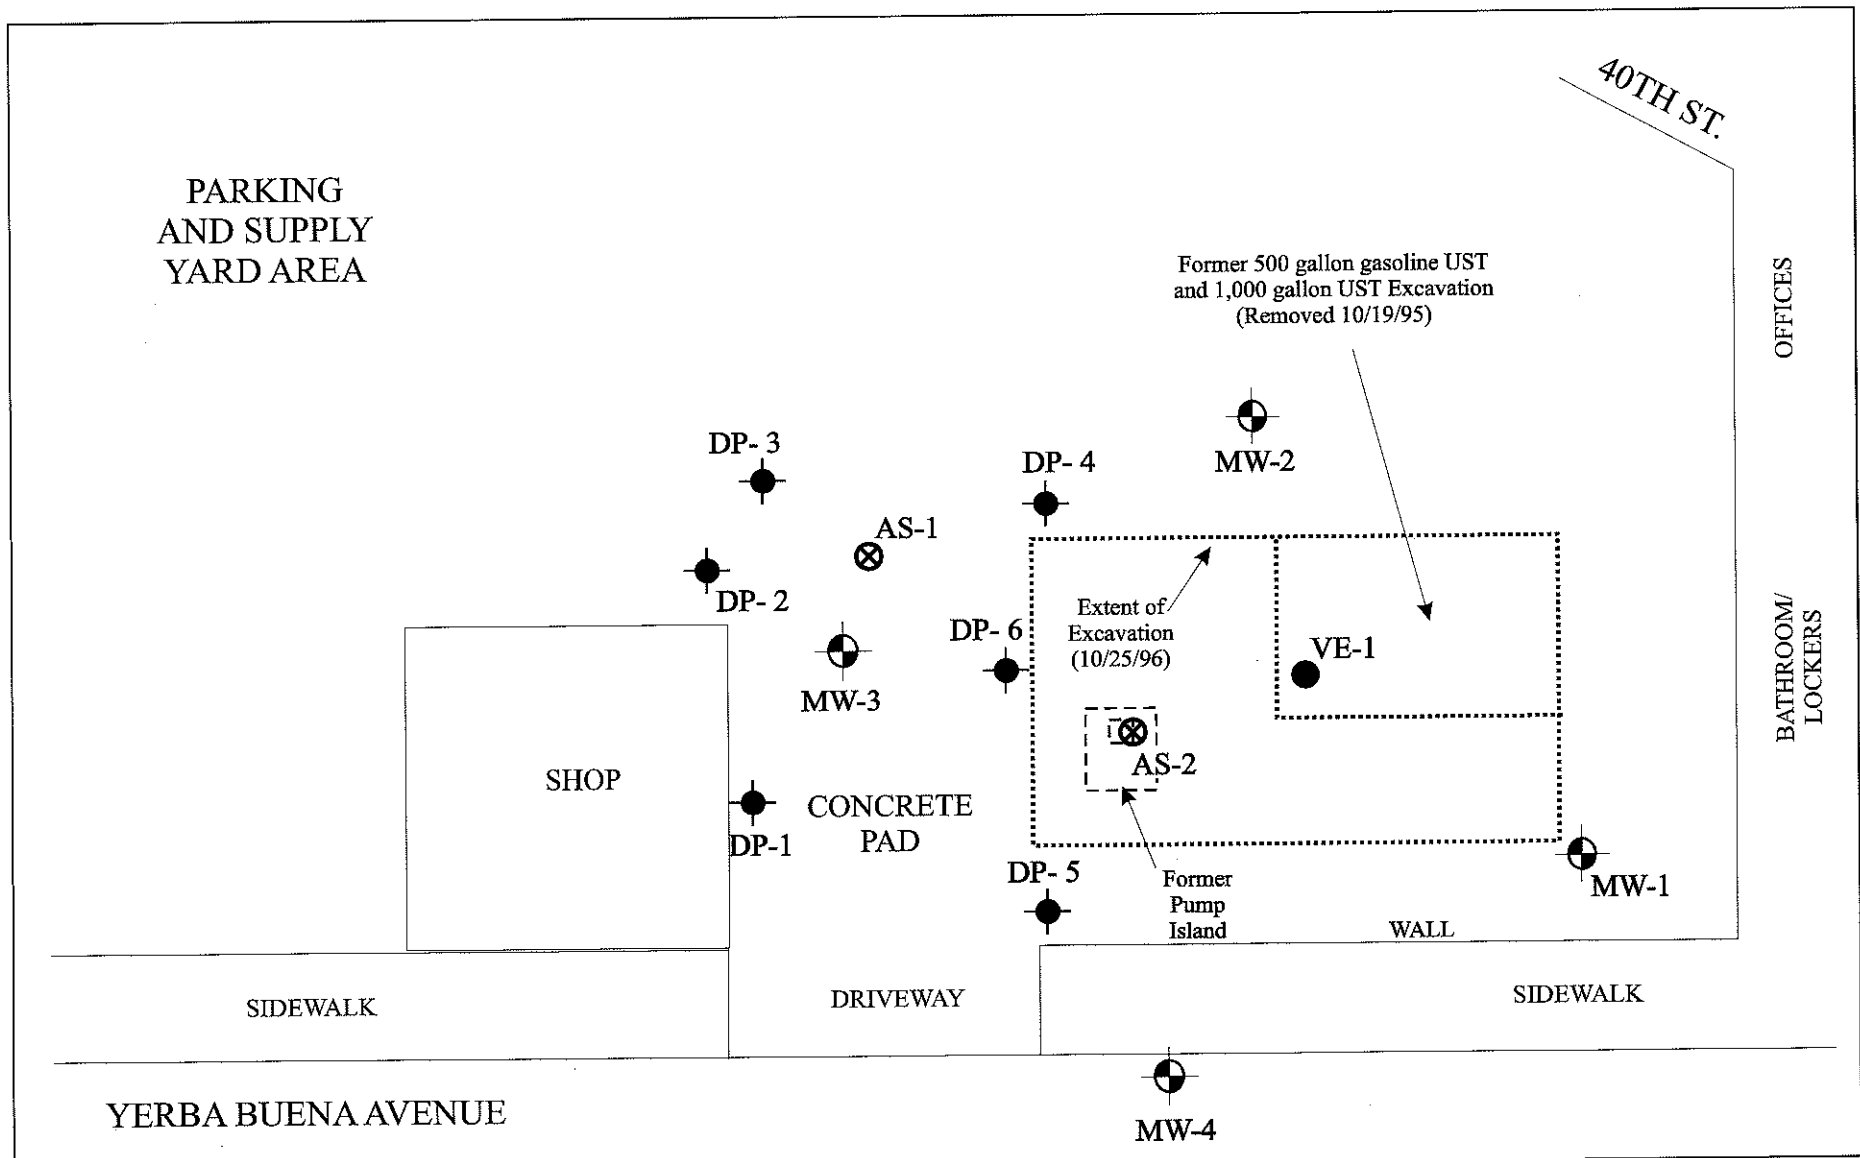 40TH ST.
PARKING
AND SUPPLY
YARD AREA
Former 500 gallon gasoline UST
and 1,000 gallon UST Excavation
(Removed 10/19/95)
OFFICES
DP- 3
DP- 4
MW-2
AS-1
DP- 2
Extent of
Excavation
(10/25/96)
DP- 6
VE-1
BATHROOM/
LOCKERS
MW-3
AS-2
SHOP
CONCRETE
PAD
DP-1
DP- 5
Former
Pump
Island
MW-1
WALL
SIDEWALK
DRIVEWAY
SIDEWALK
YERBA BUENA AVENUE
MW-4